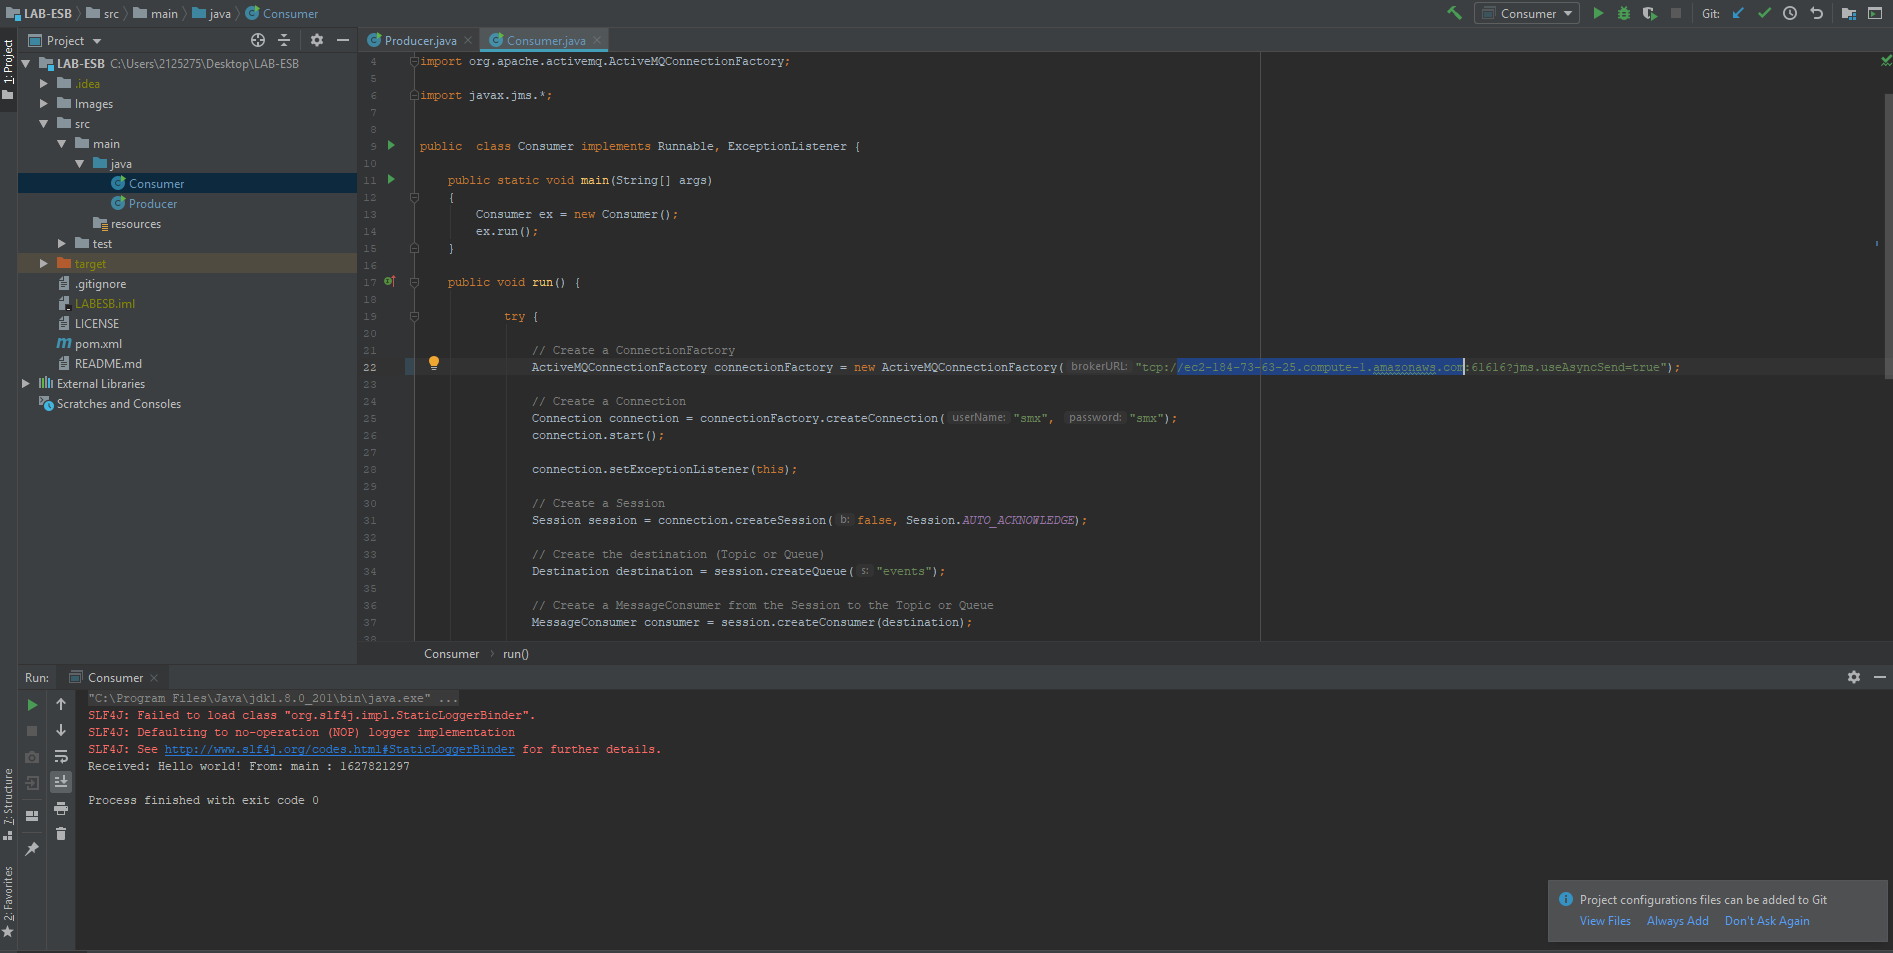 LAB-ESB src main java Consumer
Consumer Git:
Project
Producer.java Consumer.java
1: Project
LAB-ESB C:\Users\2125275\Desktop\LAB-ESB
.idea
Images
src
main
java
Consumer
Producer
resources
test
target
.gitignore
LABESB.iml
LICENSE
pom.xml
README.md
External Libraries
Scratches and Consoles
4 import org.apache.activemq.ActiveMQConnectionFactory;
5
6 import javax.jms.*;
7
8
9 public class Consumer implements Runnable, ExceptionListener {
10
11 public static void main(String[] args)
12 {
13 Consumer ex = new Consumer();
14 ex.run();
15 }
16
17 public void run() {
18
19 try {
20
21 // Create a ConnectionFactory
22 ActiveMQConnectionFactory connectionFactory = new ActiveMQConnectionFactory( brokerURL: "tcp://ec2-184-73-63-25.compute-1.amazonaws.com:61616?jms.useAsyncSend=true");
23
24 // Create a Connection
25 Connection connection = connectionFactory.createConnection( userName: "smx", password: "smx");
26 connection.start();
27
28 connection.setExceptionListener(this);
29
30 // Create a Session
31 Session session = connection.createSession( b: false, Session.AUTO_ACKNOWLEDGE);
32
33 // Create the destination (Topic or Queue)
34 Destination destination = session.createQueue( s: "events");
35
36 // Create a MessageConsumer from the Session to the Topic or Queue
37 MessageConsumer consumer = session.createConsumer(destination);
38
Consumer run()
Run: Consumer
"C:\Program Files\Java\jdk1.8.0_201\bin\java.exe" ...
SLF4J: Failed to load class "org.slf4j.impl.StaticLoggerBinder".
SLF4J: Defaulting to no-operation (NOP) logger implementation
SLF4J: See http://www.slf4j.org/codes.html#StaticLoggerBinder for further details.
Received: Hello world! From: main : 1627821297
Process finished with exit code 0
7: Structure
2: Favorites
Project configurations files can be added to Git
View Files Always Add Don't Ask Again